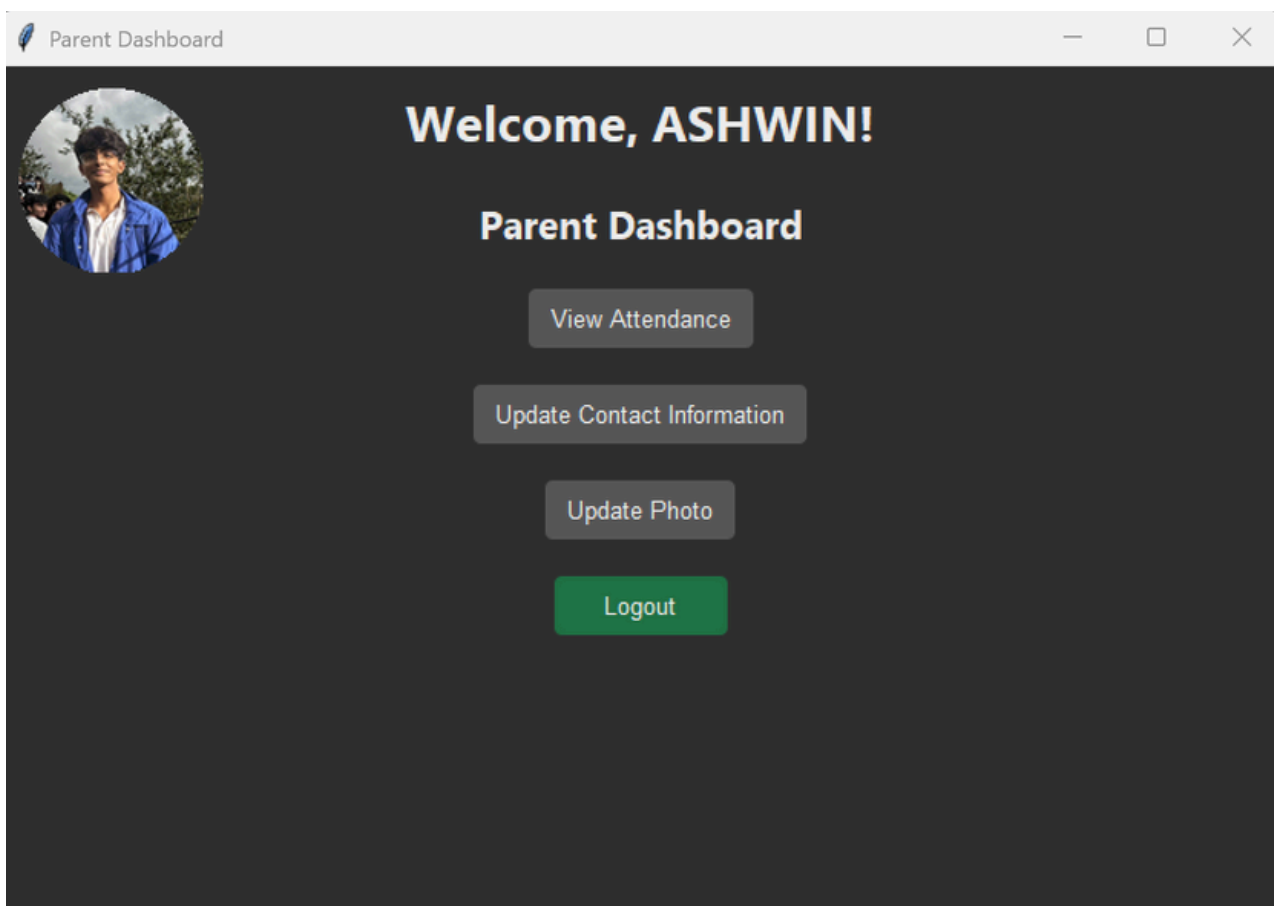 Parent Dashboard
Welcome, ASHWIN!
Parent Dashboard
View Attendance
Update Contact Information
Update Photo
Logout